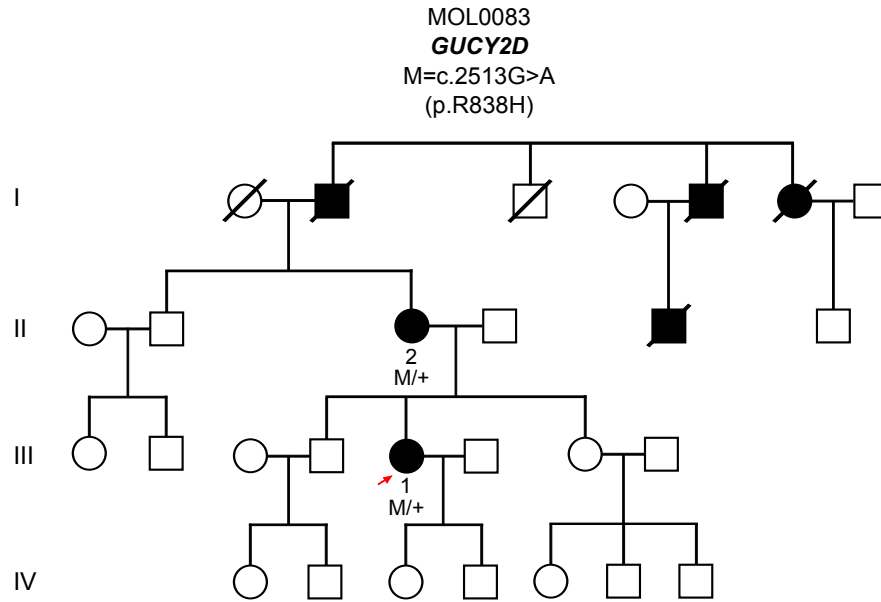 MOL0083
GUCY2D
M=c.2513G>A
(p.R838H)
I
II
2
M/+
III
1
M/+
IV